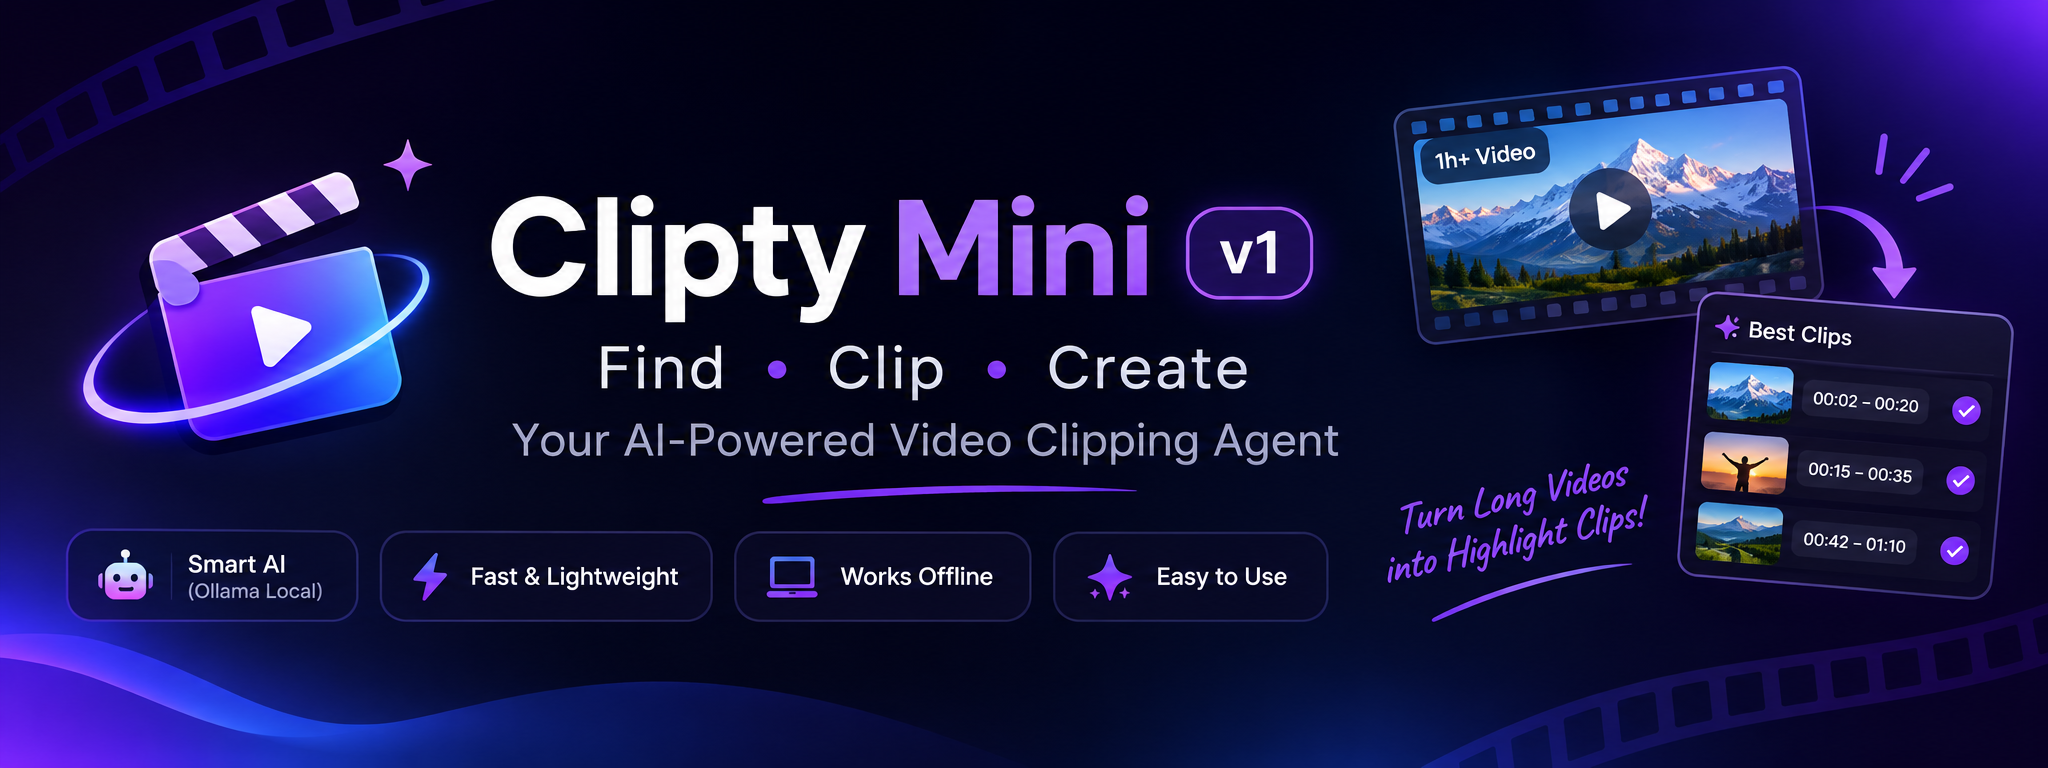 Clipty Mini v1
Find • Clip • Create
Your AI-Powered Video Clipping Agent
Smart AI
(Ollama Local)
Fast & Lightweight
Works Offline
Easy to Use
1h+ Video
Best Clips
00:02 – 00:20
00:15 – 00:35
00:42 – 01:10
Turn Long Videos
into Highlight Clips!